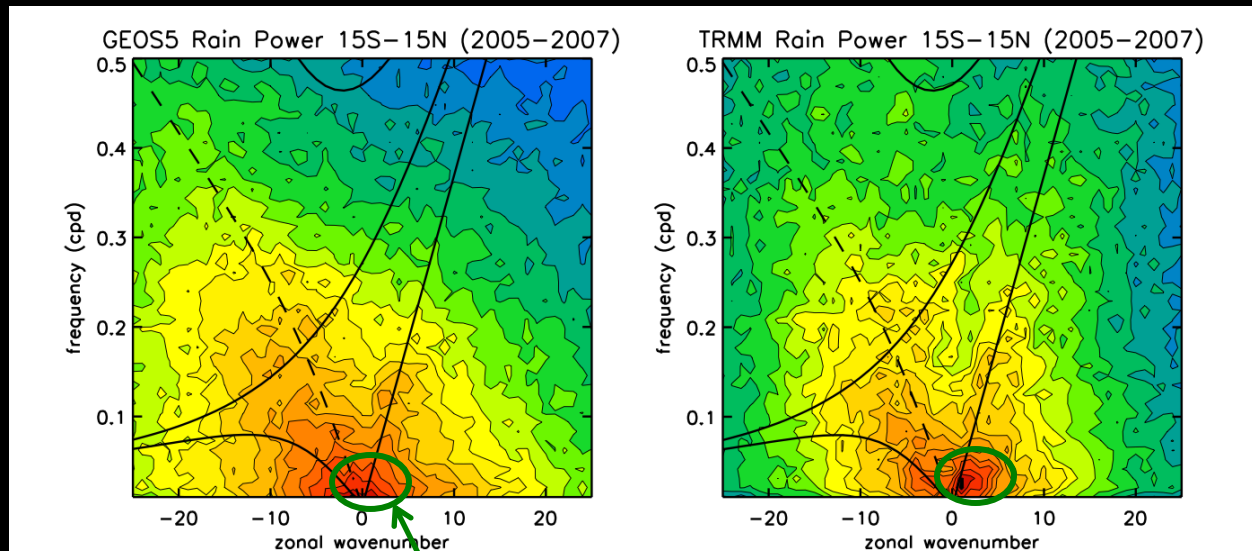 GEOS5 Rain Power 15S-15N (2005-2007)
0.5
0.4
0.3
0.2
0.1
frequency (cpd)
-20 -10 0 10 20
zonal wavenumber
TRMM Rain Power 15S-15N (2005-2007)
0.5
0.4
0.3
0.2
0.1
frequency (cpd)
-20 -10 0 10 20
zonal wavenumber